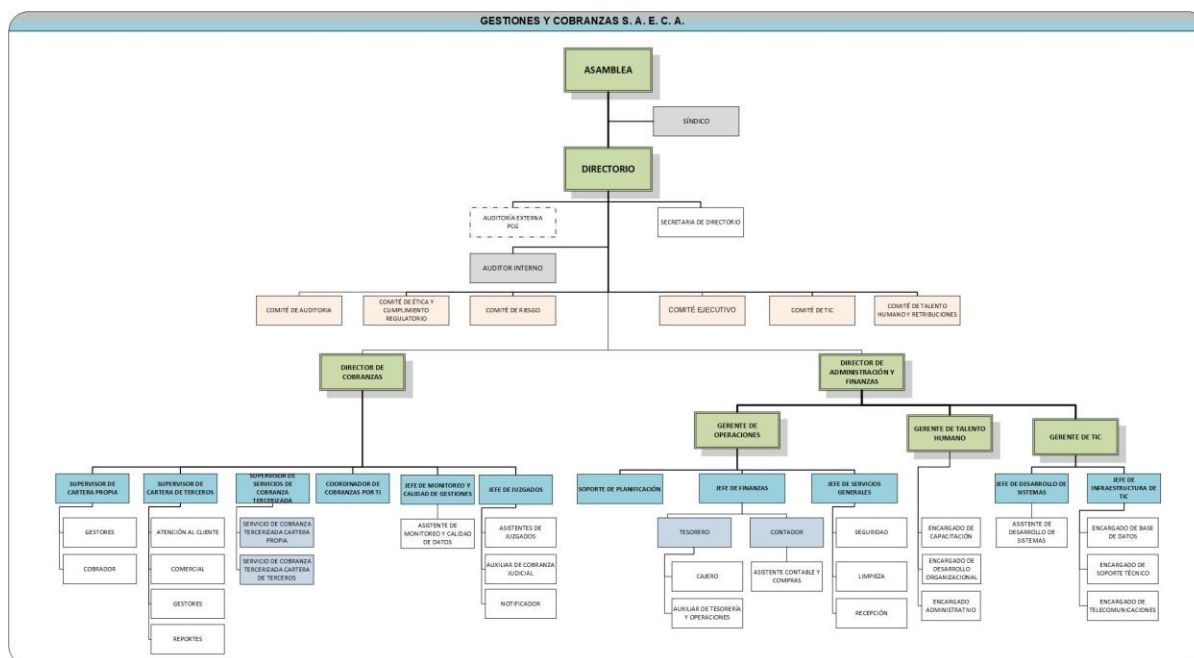 GESTIONES Y COBRANZAS S. A. E. C. A.
ASAMBLEA
SÍNDICO
DIRECTORIO
AUDITORÍA EXTERNA
PCG
SECRETARIA DE DIRECTORIO
AUDITOR INTERNO
COMITÉ DE AUDITORIA
COMITÉ DE ÉTICA Y
CUMPLIMIENTO
REGULATORIO
COMITÉ DE RIESGO
COMITÉ EJECUTIVO
COMITÉ DE TIC
COMITÉ DE TALENTO
HUMANO Y RETRIBUCIONES
DIRECTOR DE
COBRANZAS
DIRECTOR DE
ADMINISTRACIÓN Y
FINANZAS
GERENTE DE
OPERACIONES
GERENTE DE TALENTO
HUMANO
GERENTE DE TIC
SUPERVISOR DE
CARTERA PROPIA
SUPERVISOR DE
CARTERA DE TERCEROS
SUPERVISOR DE
SERVICIOS DE
COBRANZA
TERCERIZADA
COORDINADOR DE
COBRANZAS POR TI
JEFE DE MONITOREO Y
CALIDAD DE GESTIONES
JEFE DE JUZGADOS
SOPORTE DE PLANIFICACIÓN
JEFE DE FINANZAS
JEFE DE SERVICIOS
GENERALES
JEFE DE DESARROLLO DE
SISTEMAS
JEFE DE
INFRAESTRUCTURA DE
TIC
GESTORES
COBRADOR
ATENCIÓN AL CLIENTE
COMERCIAL
GESTORES
REPORTES
SERVICIO DE COBRANZA
TERCERIZADA CARTERA
PROPIA
SERVICIO DE COBRANZA
TERCERIZADA CARTERA
DE TERCEROS
ASISTENTE DE
MONITOREO Y CALIDAD
DE DATOS
ASISTENTES DE
JUZGADOS
AUXILIAR DE COBRANZA
JUDICIAL
NOTIFICADOR
TESORERO
CAJERO
AUXILIAR DE TESORERÍA
Y OPERACIONES
CONTADOR
ASISTENTE CONTABLE Y
COMPRAS
SEGURIDAD
LIMPIEZA
RECEPCIÓN
ENCARGADO DE
CAPACITACIÓN
ENCARGADO DE
DESARROLLO
ORGANIZACIONAL
ENCARGADO
ADMINISTRATIVO
ASISTENTE DE
DESARROLLO DE
SISTEMAS
ENCARGADO DE BASE
DE DATOS
ENCARGADO DE
SOPORTE TÉCNICO
ENCARGADO DE
TELECOMUNICACIONES